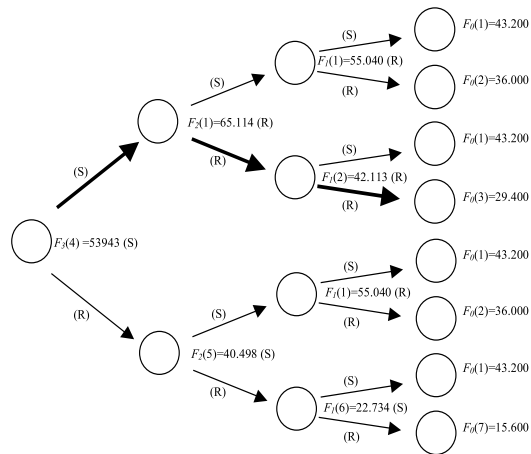 F0(1)=43.200
(S)
F1(1)=55.040 (R)
(R)
F0(2)=36.000
(S)
F2(1)=65.114 (R)
(R)
(S)
F0(1)=43.200
F1(2)=42.113 (R)
(R)
F0(3)=29.400
(S)
F3(4) =53943 (S)
(R)
(S)
F0(1)=43.200
F1(1)=55.040 (R)
(R)
F0(2)=36.000
(S)
F2(5)=40.498 (S)
(R)
(S)
F0(1)=43.200
F1(6)=22.734 (S)
(R)
F0(7)=15.600